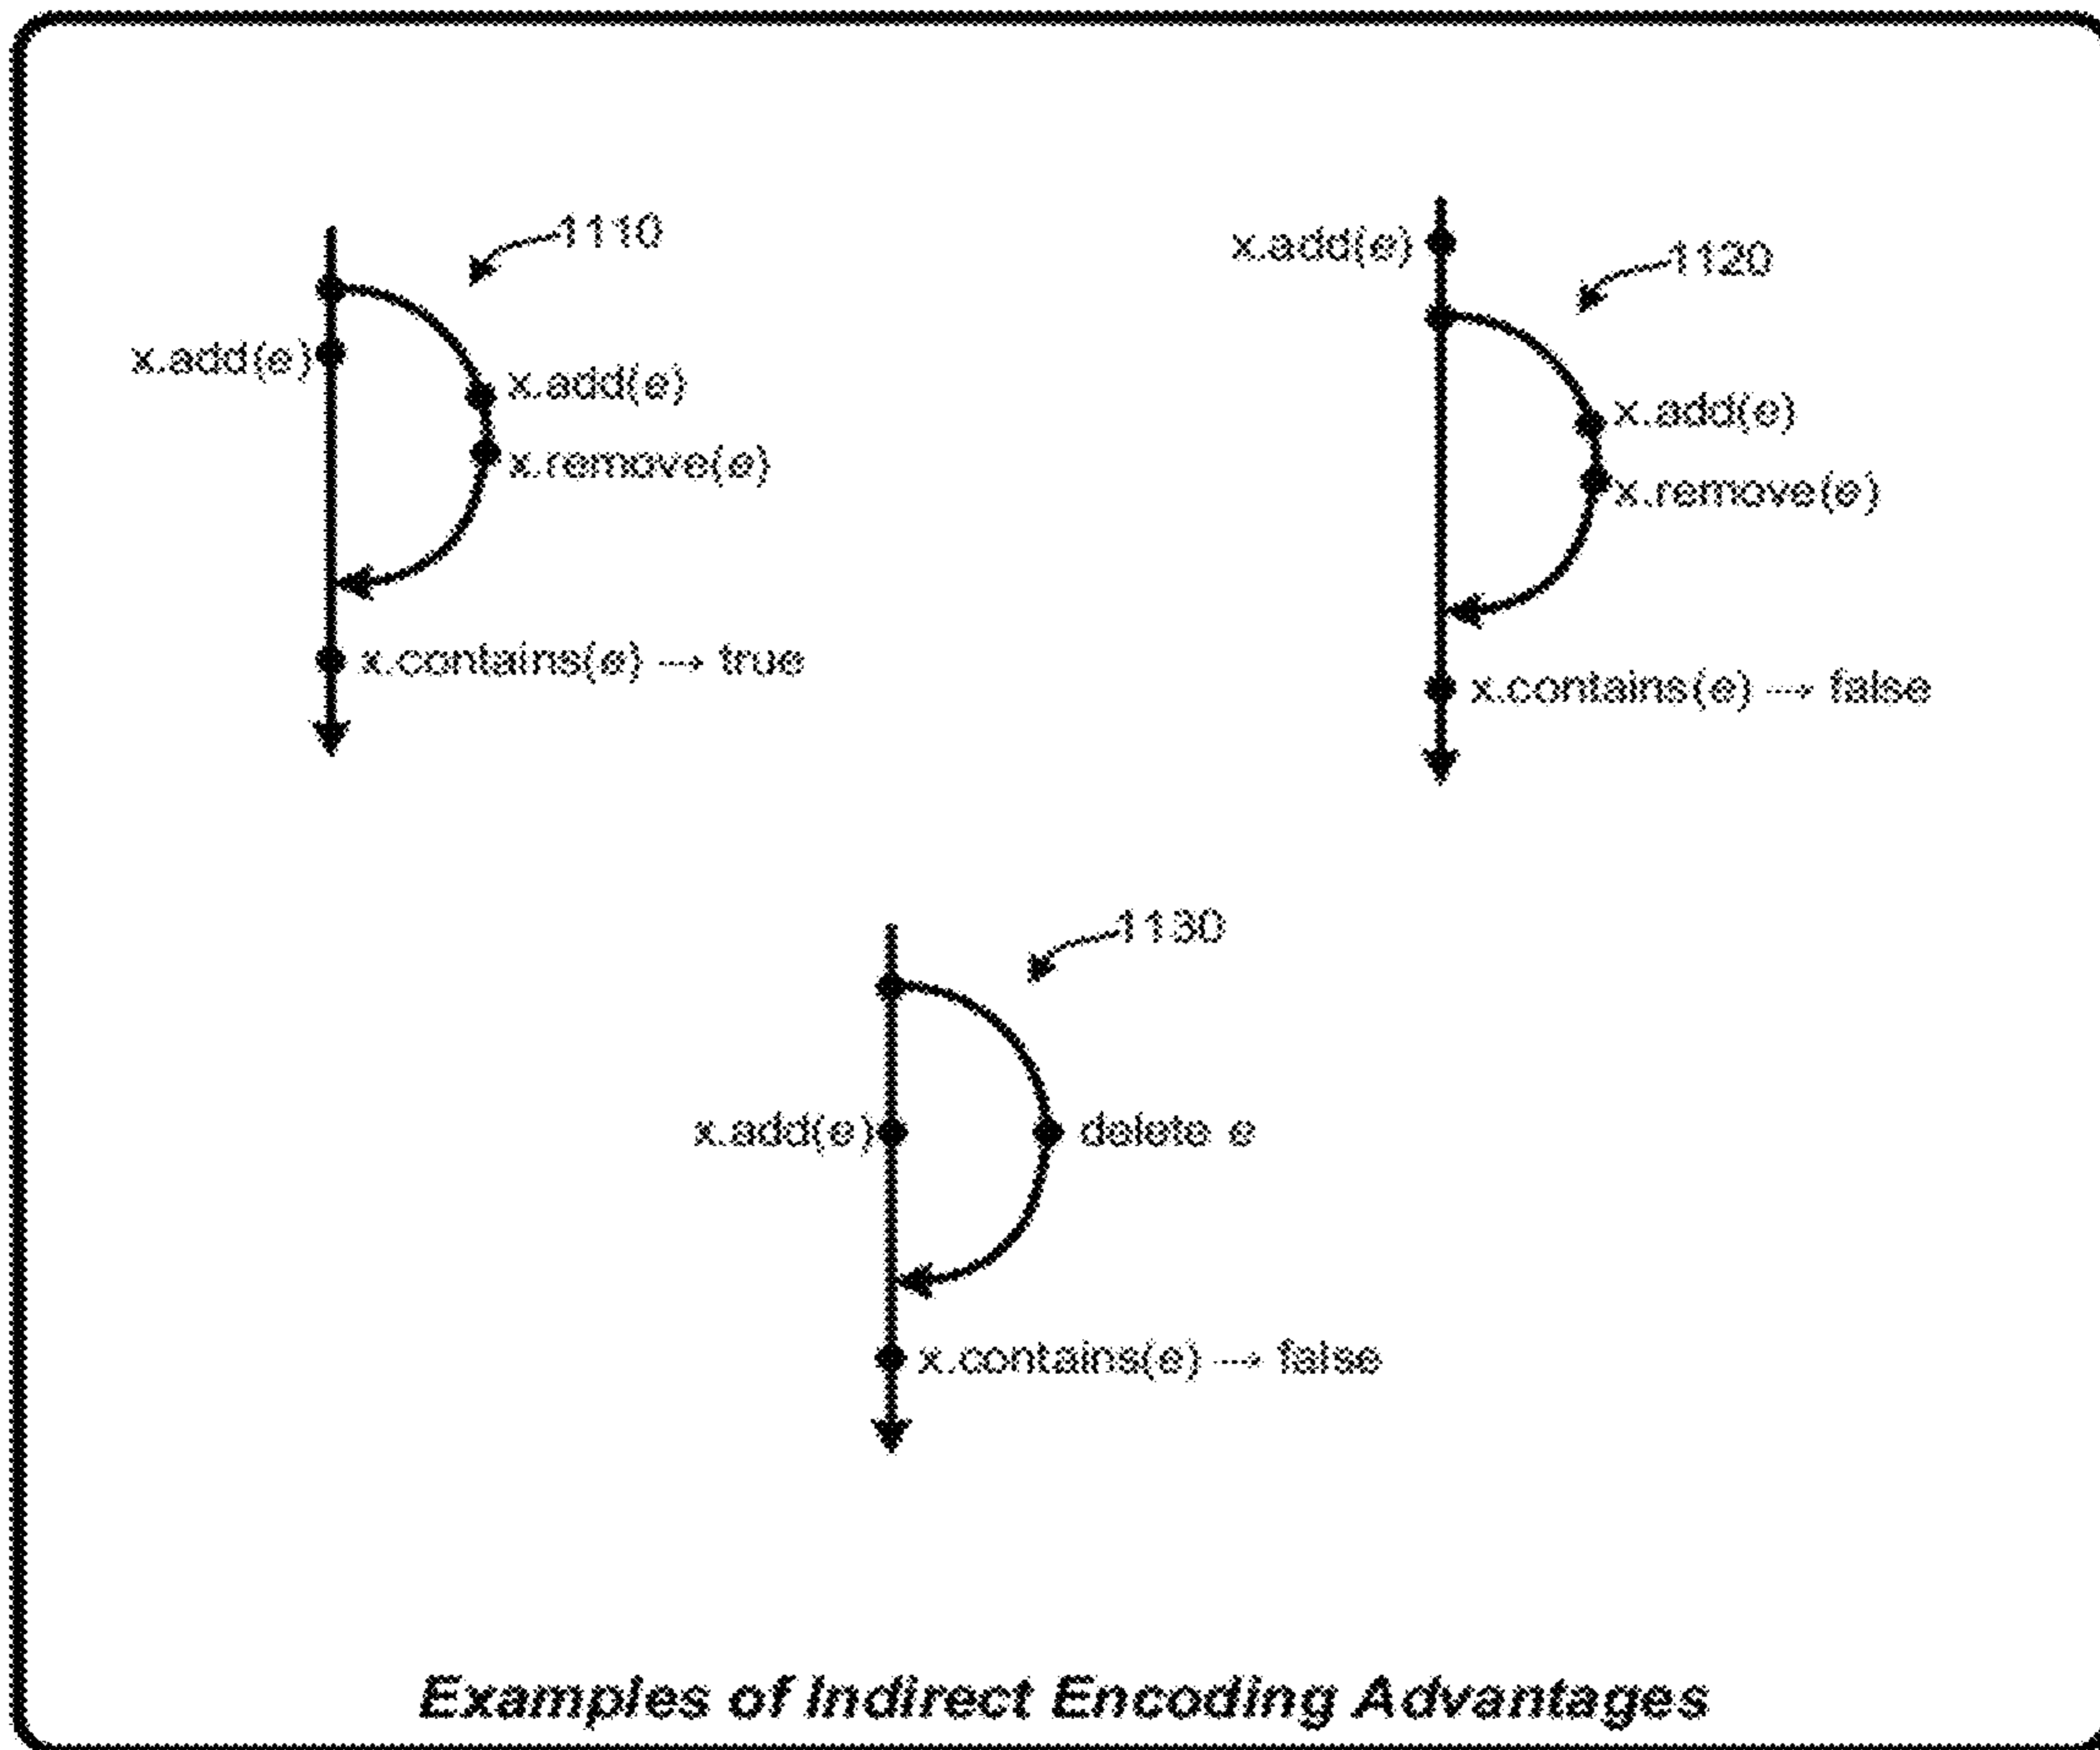 1110
x.add(e)
x.add(e)
x.remove(e)
x.contains(e) → true
x.add(e)
1120
x.add(e)
x.remove(e)
x.contains(e) → false
1130
x.add(e)
delete e
x.contains(e) → false
Examples of Indirect Encoding Advantages